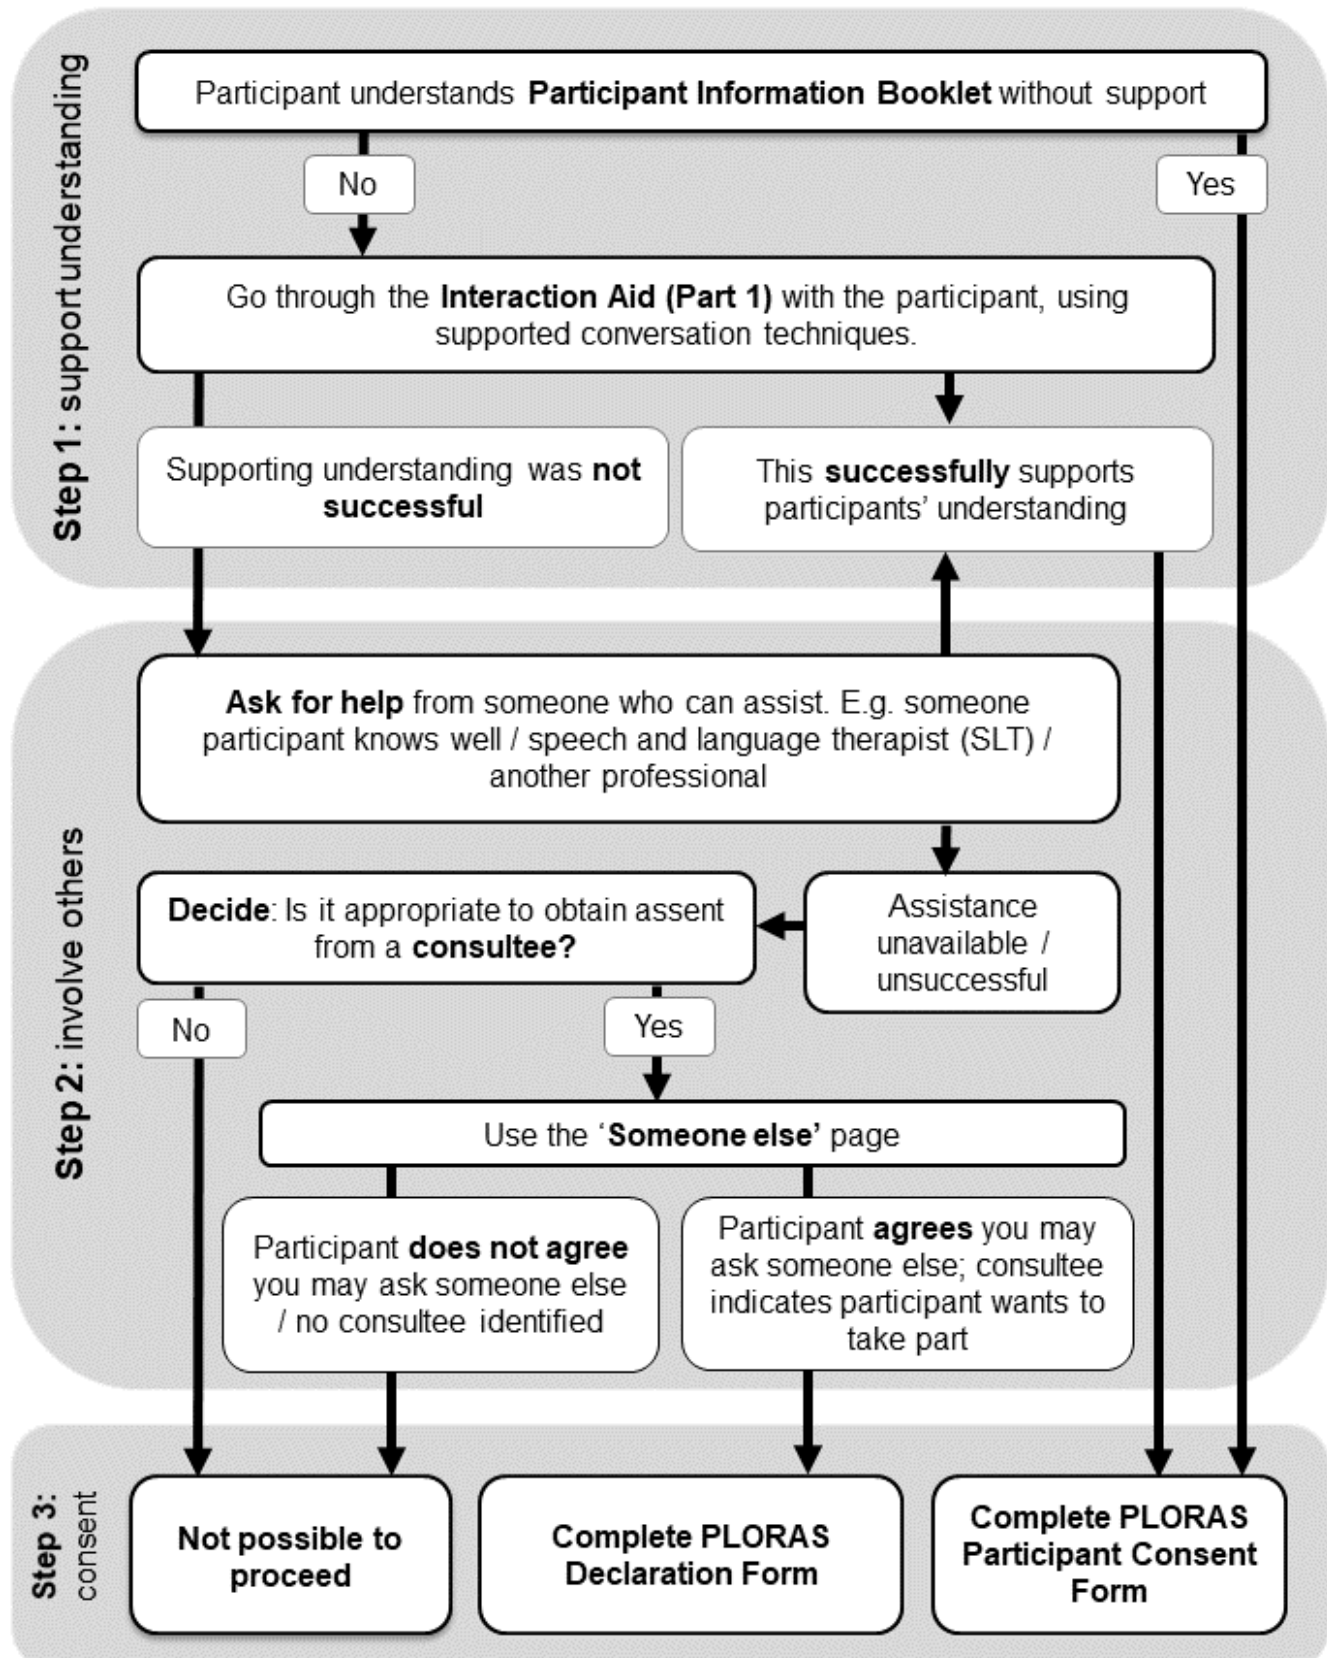 Step 1: support understanding
Participant understands Participant Information Booklet without support
No
Yes
Go through the Interaction Aid (Part 1) with the participant, using
supported conversation techniques.
Supporting understanding was not
successful
This successfully supports
participants’ understanding
Step 2: involve others
Ask for help from someone who can assist. E.g. someone
participant knows well / speech and language therapist (SLT) /
another professional
Decide: Is it appropriate to obtain assent
from a consultee?
Assistance
unavailable /
unsuccessful
No
Yes
Use the ‘Someone else’ page
Participant does not agree
you may ask someone else
/ no consultee identified
Participant agrees you may
ask someone else; consultee
indicates participant wants to
take part
Step 3:
consent
Not possible to
proceed
Complete PLORAS
Declaration Form
Complete PLORAS
Participant Consent
Form